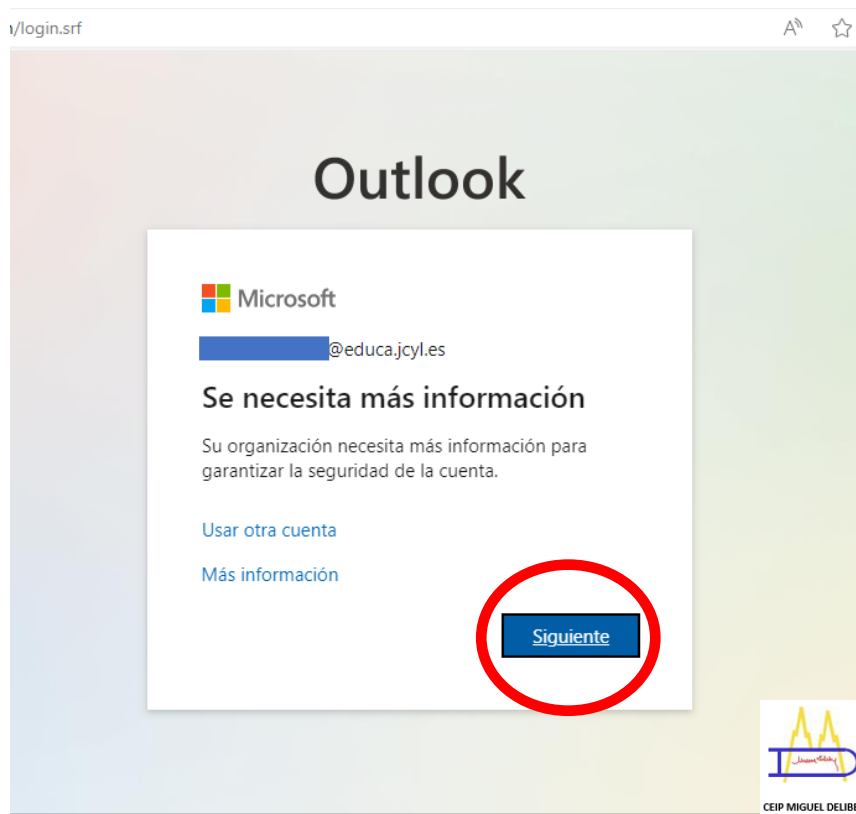 /login.srf
Outlook
Microsoft
@educa.jcyl.es
Se necesita más información
Su organización necesita más información para
garantizar la seguridad de la cuenta.
Usar otra cuenta
Más información
Siguiente
CEIP MIGUEL DELIBE